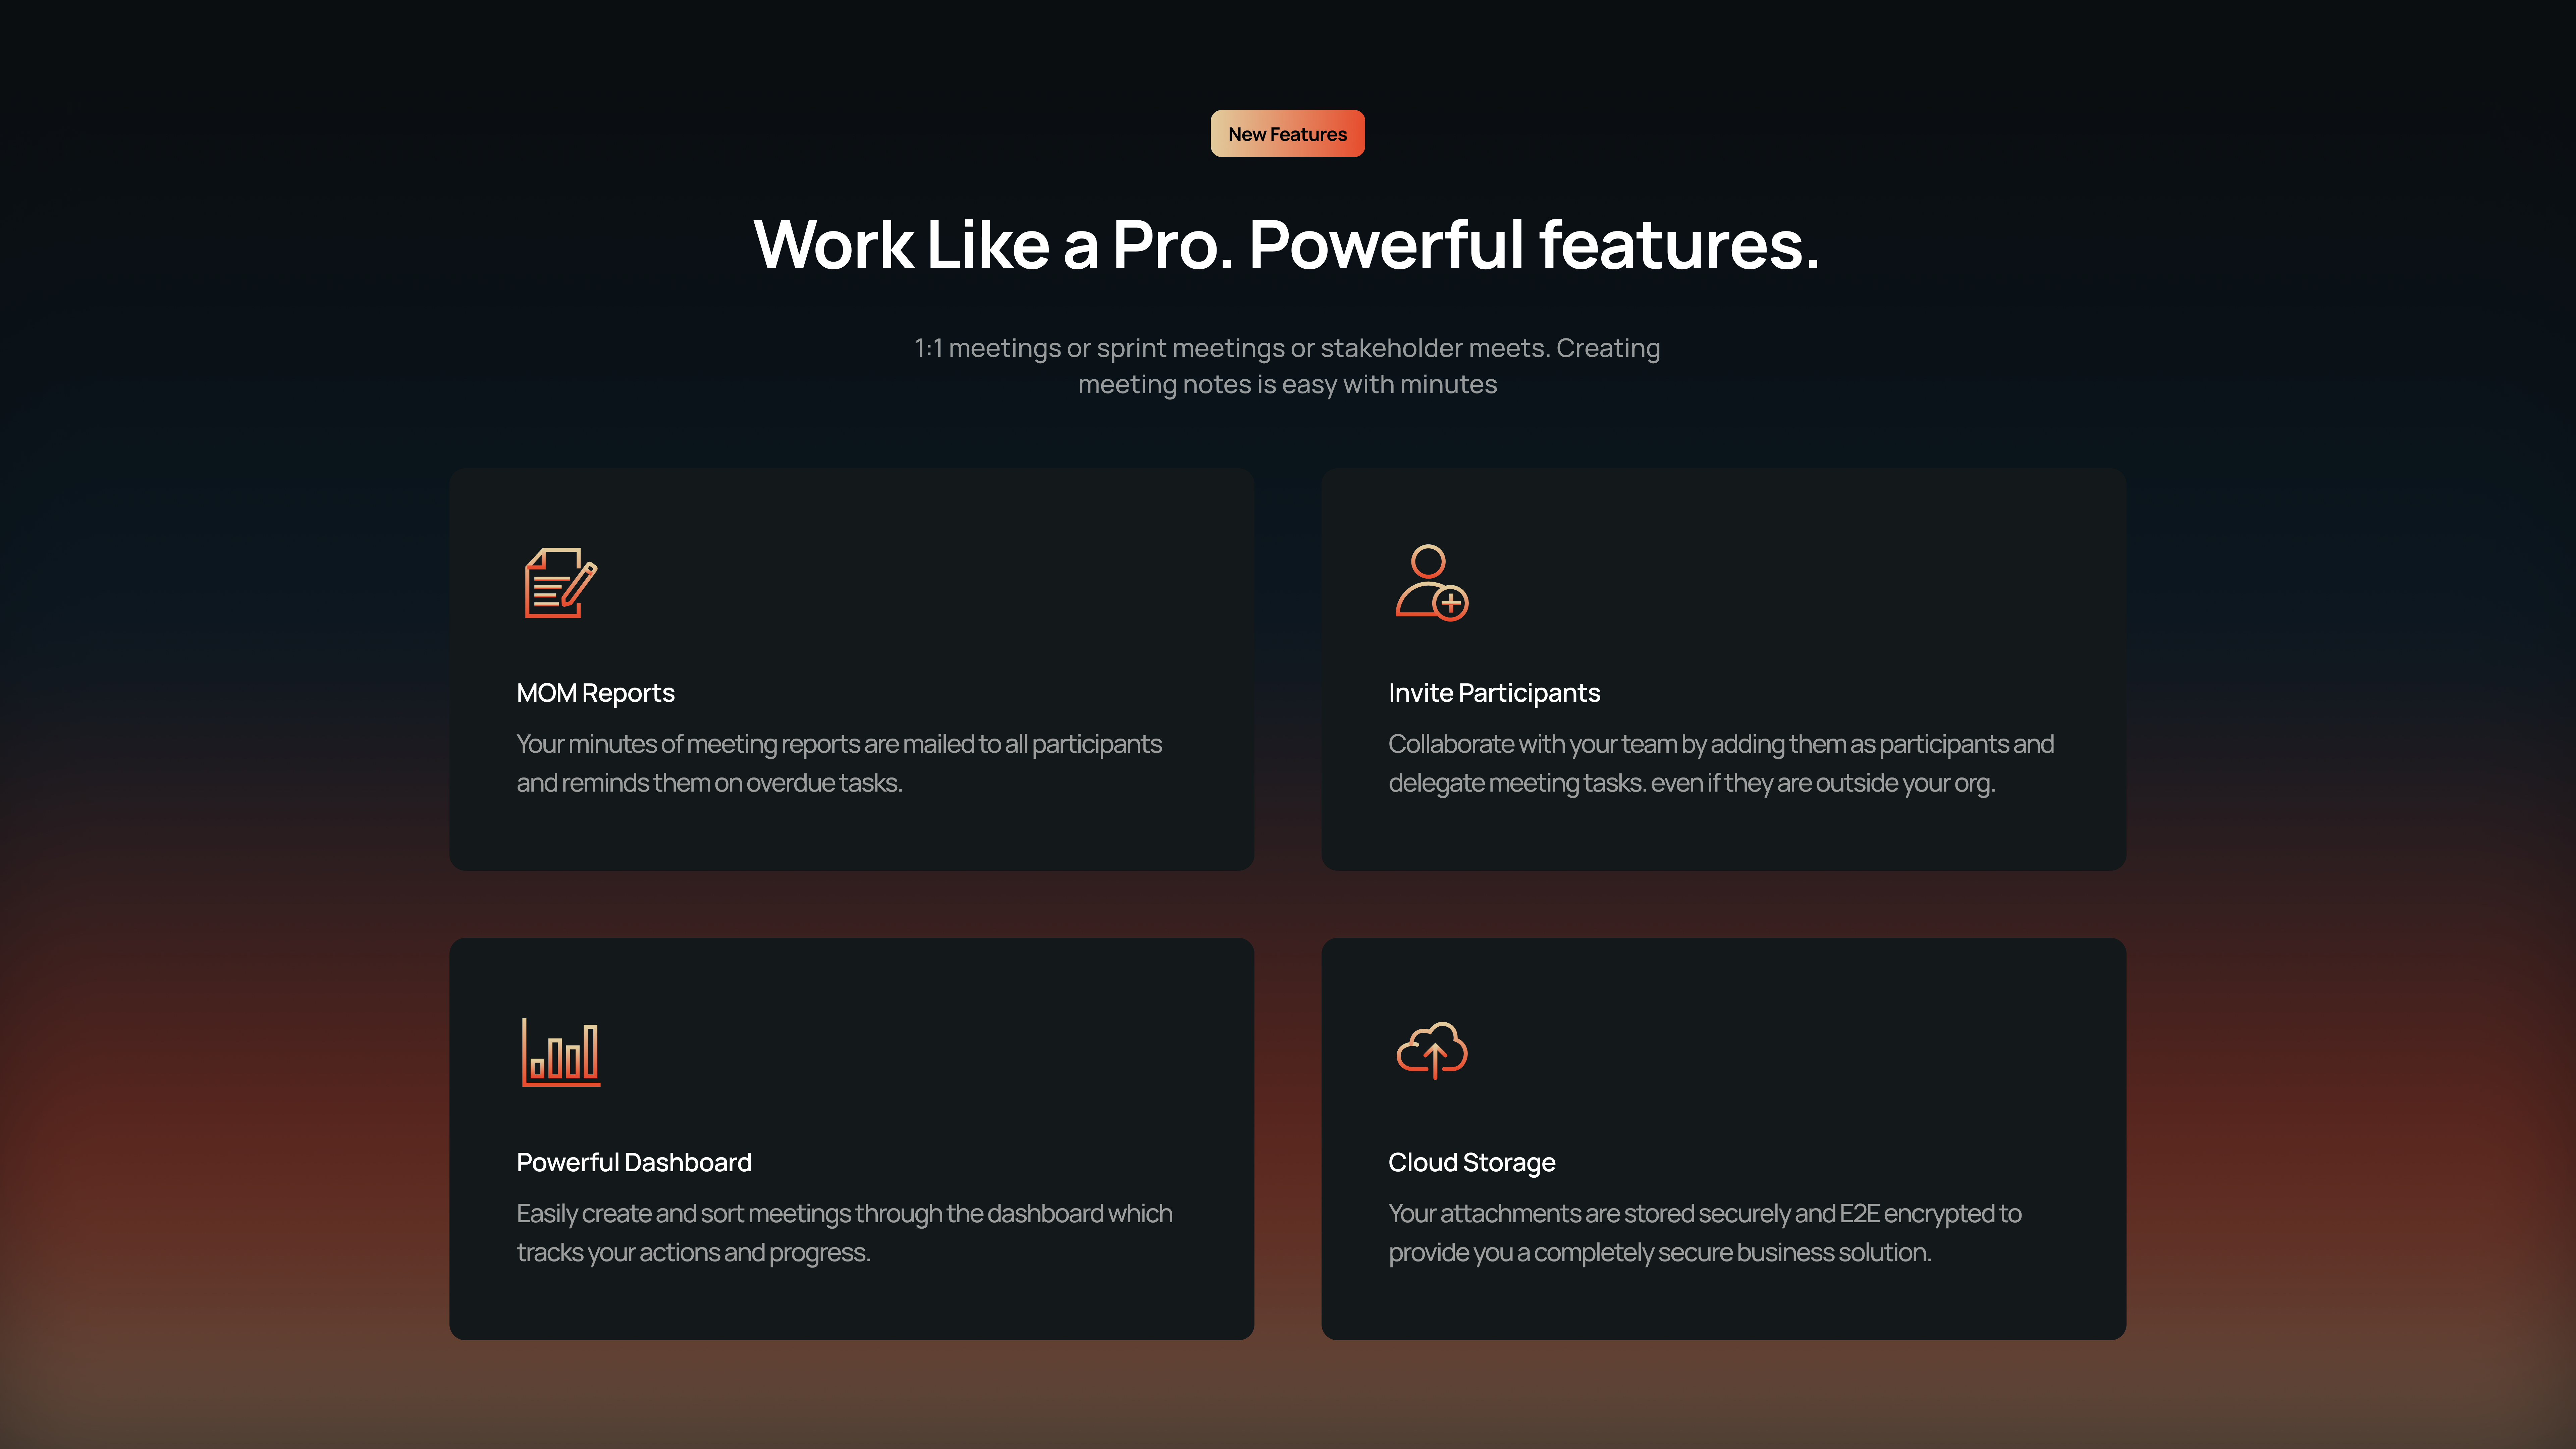 New Features
Work Like a Pro. Powerful features.
1:1 meetings or sprint meetings or stakeholder meets. Creating
meeting notes is easy with minutes
MOM Reports
Your minutes of meeting reports are mailed to all participants
and reminds them on overdue tasks.
Invite Participants
Collaborate with your team by adding them as participants and
delegate meeting tasks. even if they are outside your org.
Powerful Dashboard
Easily create and sort meetings through the dashboard which
tracks your actions and progress.
Cloud Storage
Your attachments are stored securely and E2E encrypted to
provide you a completely secure business solution.